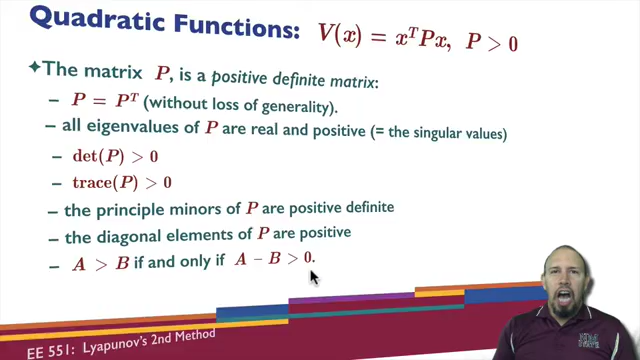 Quadratic Functions: V(x) = xᵀPx, P > 0
✦The matrix P, is a positive definite matrix:
– P = Pᵀ (without loss of generality).
– all eigenvalues of P are real and positive (= the singular values)
– det(P) > 0
– trace(P) > 0
– the principle minors of P are positive definite
– the diagonal elements of P are positive
– A > B if and only if A − B > 0.
EE 551: Lyapunov's 2nd Method